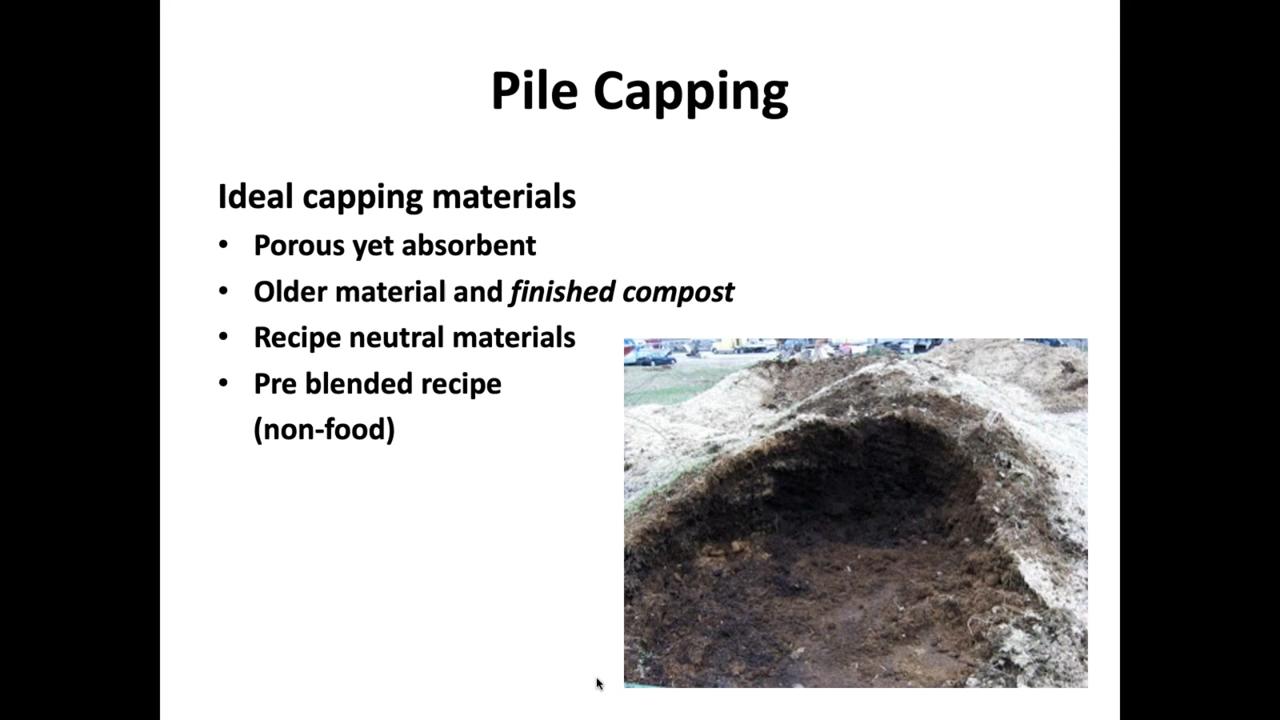 Pile Capping
Ideal capping materials
• Porous yet absorbent
• Older material and finished compost
• Recipe neutral materials
• Pre blended recipe
(non-food)